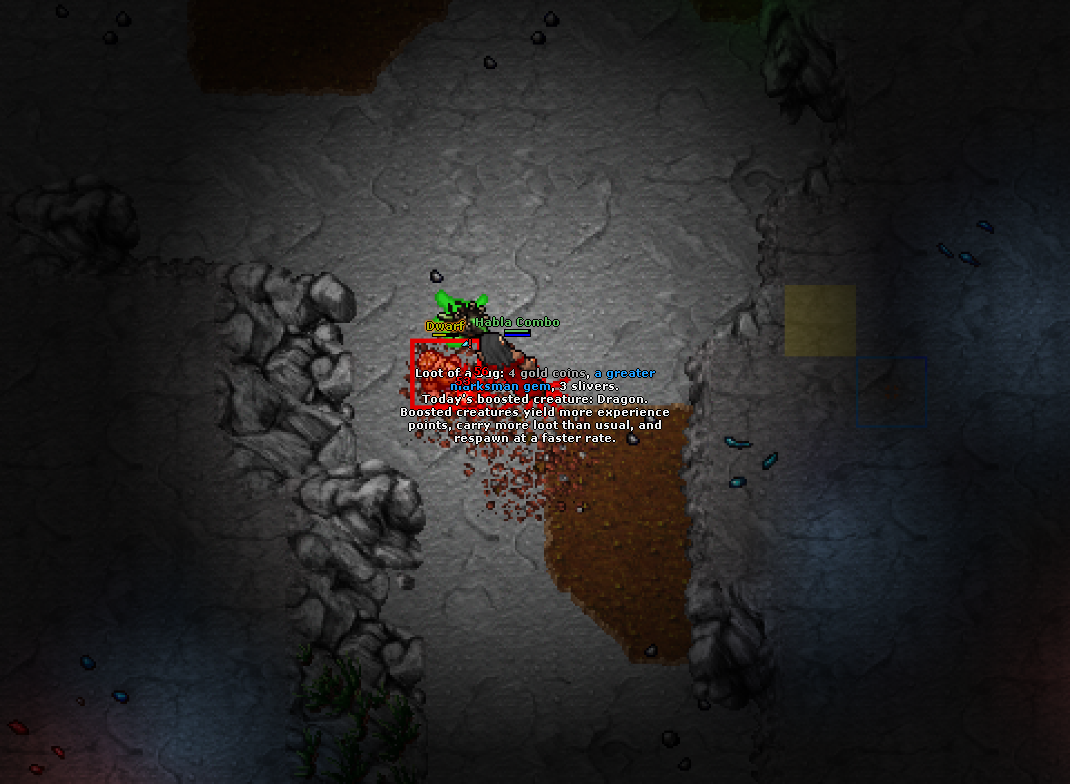 Dwarf
Habla Combo
Loot of a bug: 4 gold coins, a greater
marksman gem, 3 slivers.
Today's boosted creature: Dragon.
Boosted creatures yield more experience
points, carry more loot than usual, and
respawn at a faster rate.